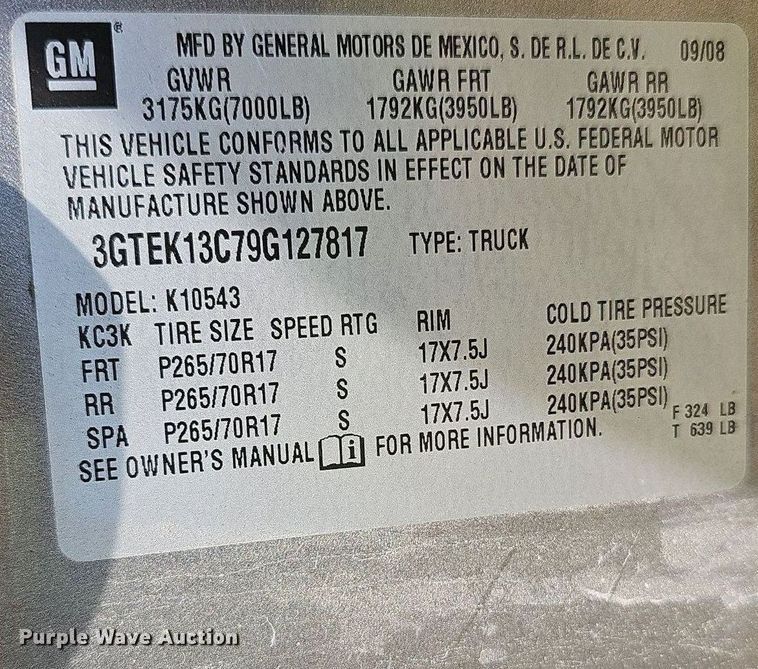 GM ®
MFD BY GENERAL MOTORS DE MEXICO, S. DE R.L. DE C.V. 09/08
GVWR GAWR FRT GAWR RR
3175KG(7000LB) 1792KG(3950LB) 1792KG(3950LB)
THIS VEHICLE CONFORMS TO ALL APPLICABLE U.S. FEDERAL MOTOR
VEHICLE SAFETY STANDARDS IN EFFECT ON THE DATE OF
MANUFACTURE SHOWN ABOVE.
3GTEK13C79G127817 TYPE: TRUCK
MODEL: K10543
KC3K TIRE SIZE SPEED RTG RIM COLD TIRE PRESSURE
FRT P265/70R17 S 17X7.5J 240KPA(35PSI)
RR P265/70R17 S 17X7.5J 240KPA(35PSI)
SPA P265/70R17 S 17X7.5J 240KPA(35PSI) F 324 LB
SEE OWNER'S MANUAL i FOR MORE INFORMATION. T 639 LB
Purple Wave Auction